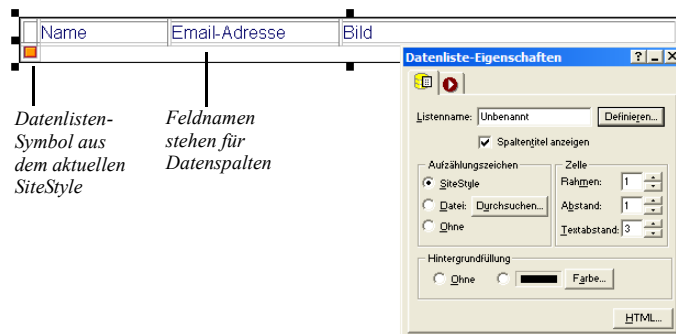 Name Email-Adresse Bild
Datenlisten-
Symbol aus
dem aktuellen
SiteStyle
Feldnamen
stehen für
Datenspalten
Datenliste-Eigenschaften
Listenname: Unbenannt Definieren...
Spaltentitel anzeigen
Aufzählungszeichen
SiteStyle
Datei: Durchsuchen...
Ohne
Zelle
Rahmen: 1
Abstand: 1
Textabstand: 3
Hintergrundfüllung
Ohne Farbe...
HTML...